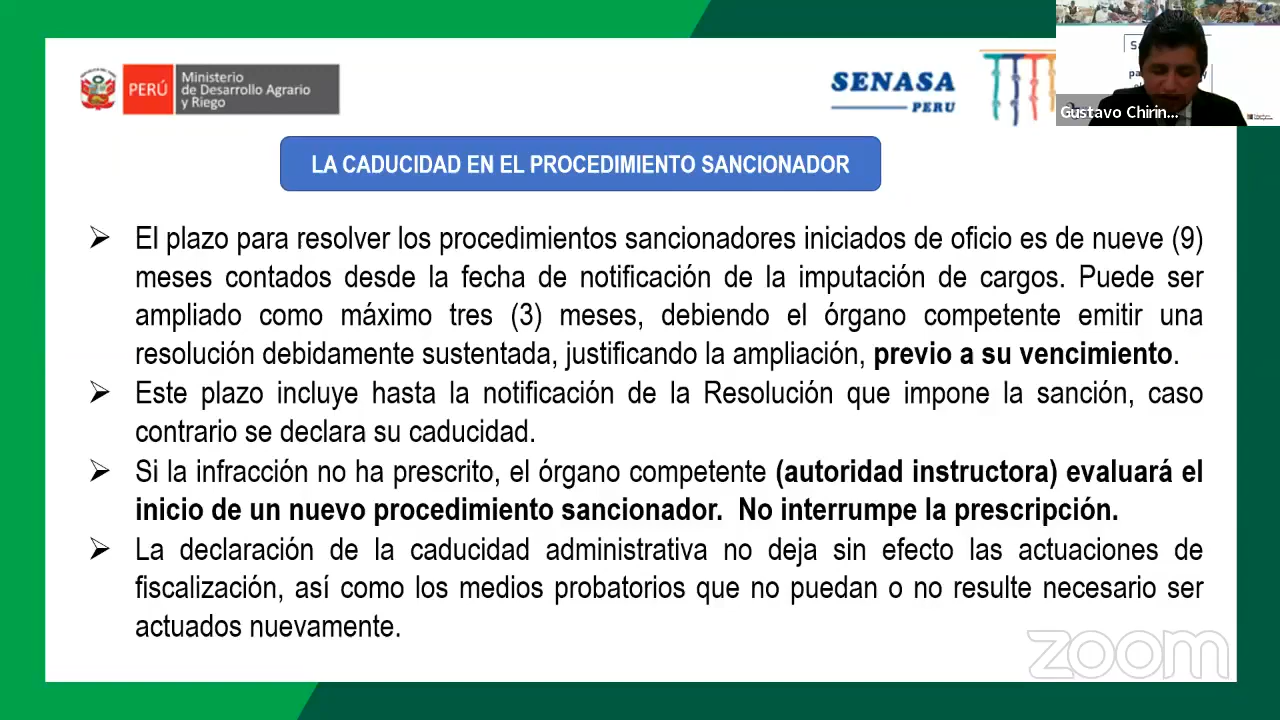 PERÚ
Ministerio
de Desarrollo Agrario
y Riego
SENASA
PERU
Gustavo Chirin...
LA CADUCIDAD EN EL PROCEDIMIENTO SANCIONADOR
El plazo para resolver los procedimientos sancionadores iniciados de oficio es de nueve (9)
meses contados desde la fecha de notificación de la imputación de cargos. Puede ser
ampliado como máximo tres (3) meses, debiendo el órgano competente emitir una
resolución debidamente sustentada, justificando la ampliación, previo a su vencimiento.
Este plazo incluye hasta la notificación de la Resolución que impone la sanción, caso
contrario se declara su caducidad.
Si la infracción no ha prescrito, el órgano competente (autoridad instructora) evaluará el
inicio de un nuevo procedimiento sancionador. No interrumpe la prescripción.
La declaración de la caducidad administrativa no deja sin efecto las actuaciones de
fiscalización, así como los medios probatorios que no puedan o no resulte necesario ser
actuados nuevamente.
zoom